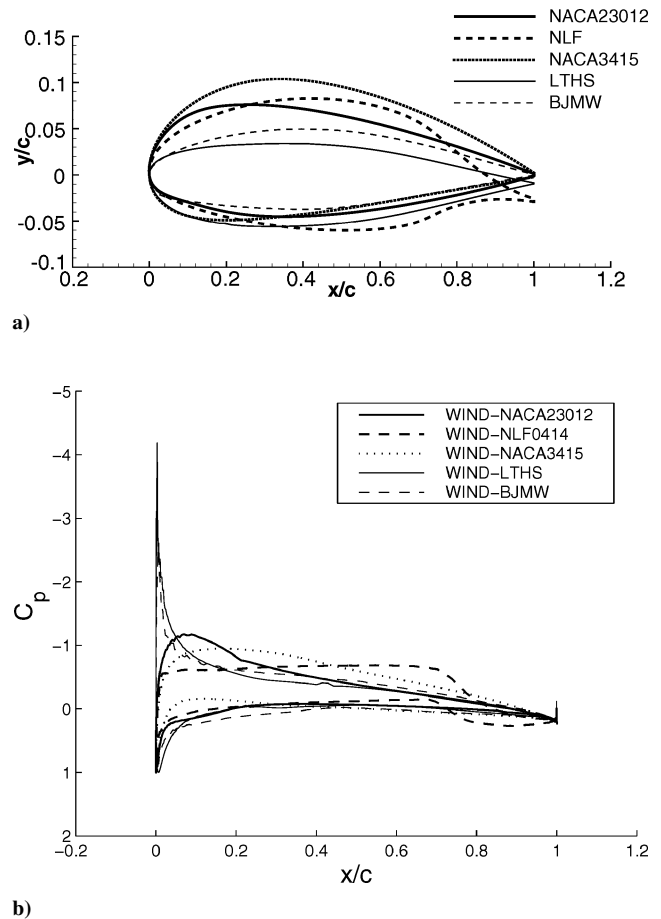 NACA23012
NLF
NACA3415
LTHS
BJMW
0.15
0.1
0.05
0
-0.05
-0.1
y/c
0.2
0
0.2
0.4
0.6
0.8
1
1.2
x/c
a)
WIND-NACA23012
WIND-NLF0414
WIND-NACA3415
WIND-LTHS
WIND-BJMW
-5
-4
-3
-2
-1
0
1
2
Cp
-0.2
0
0.2
0.4
0.6
0.8
1
1.2
x/c
b)